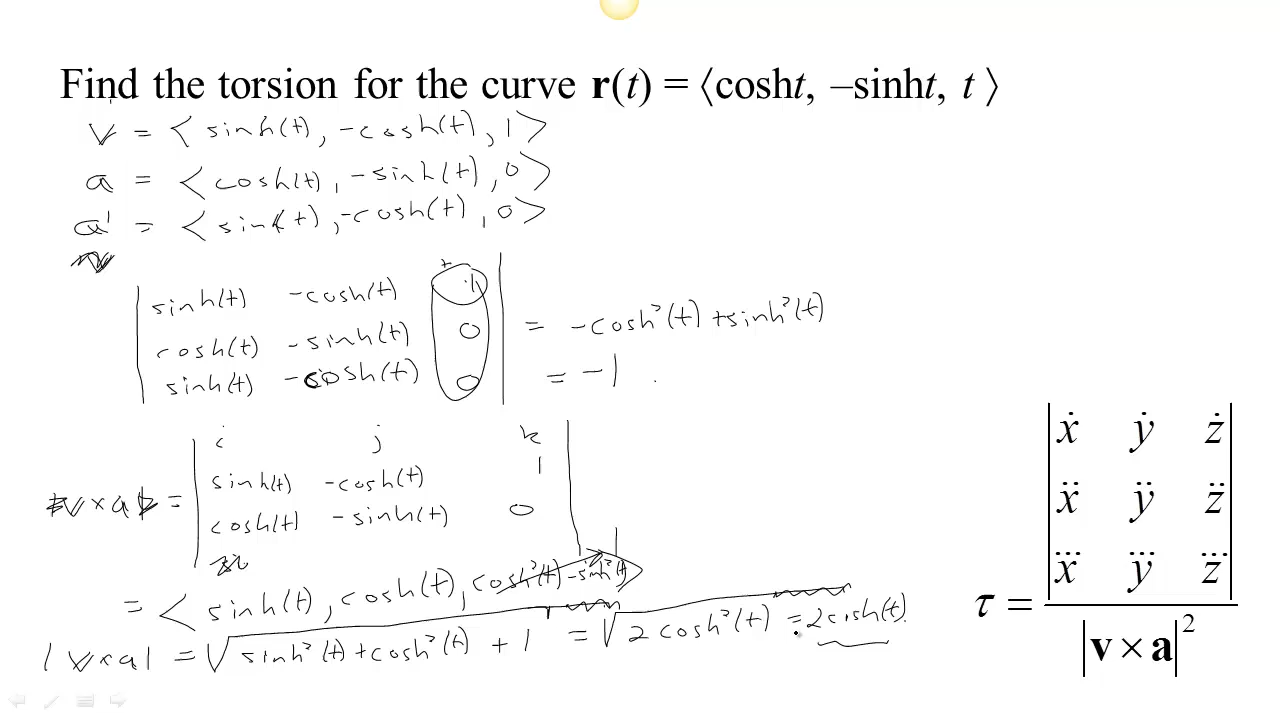 Find the torsion for the curve r(t) = ⟨cosht, –sinht, t ⟩
v = < sinh(t), -cosh(t), 1 >
a = < cosh(t), -sinh(t), 0 >
a' = < sinh(t), -cosh(t), 0 >
+
sinh(t) -cosh(t) 1
cosh(t) -sinh(t) 0 = -cosh²(t) + sinh²(t)
sinh(t) -cosh(t) 0 = -1
i j k
sinh(t) -cosh(t) 1
v × a = cosh(t) -sinh(t) 0
= < sinh(t), cosh(t), cosh²(t) - sinh²(t) > 1
|v×a| = √sinh²(t) + cosh²(t) + 1 = √2cosh²(t) = 2cosh(t).
ẋ ẏ ż
ẍ ÿ z̈
x⃛ y⃛ z⃛
τ =
|v × a|²